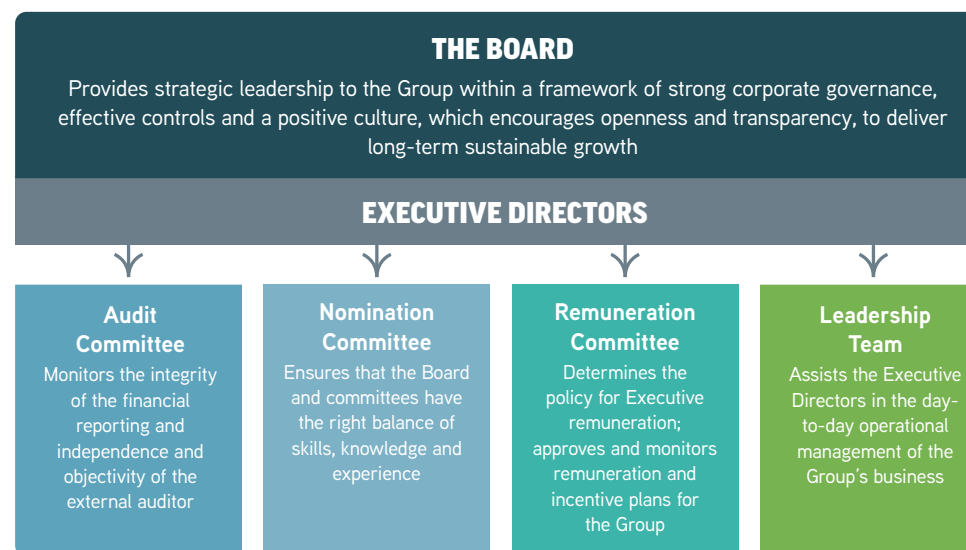 THE BOARD
Provides strategic leadership to the Group within a framework of strong corporate governance,
effective controls and a positive culture, which encourages openness and transparency, to deliver
long-term sustainable growth
EXECUTIVE DIRECTORS
Audit
Committee
Monitors the integrity
of the financial
reporting and
independence and
objectivity of the
external auditor
Nomination
Committee
Ensures that the Board
and committees have
the right balance of
skills, knowledge and
experience
Remuneration
Committee
Determines the
policy for Executive
remuneration;
approves and monitors
remuneration and
incentive plans for
the Group
Leadership
Team
Assists the Executive
Directors in the day-
to-day operational
management of the
Group's business